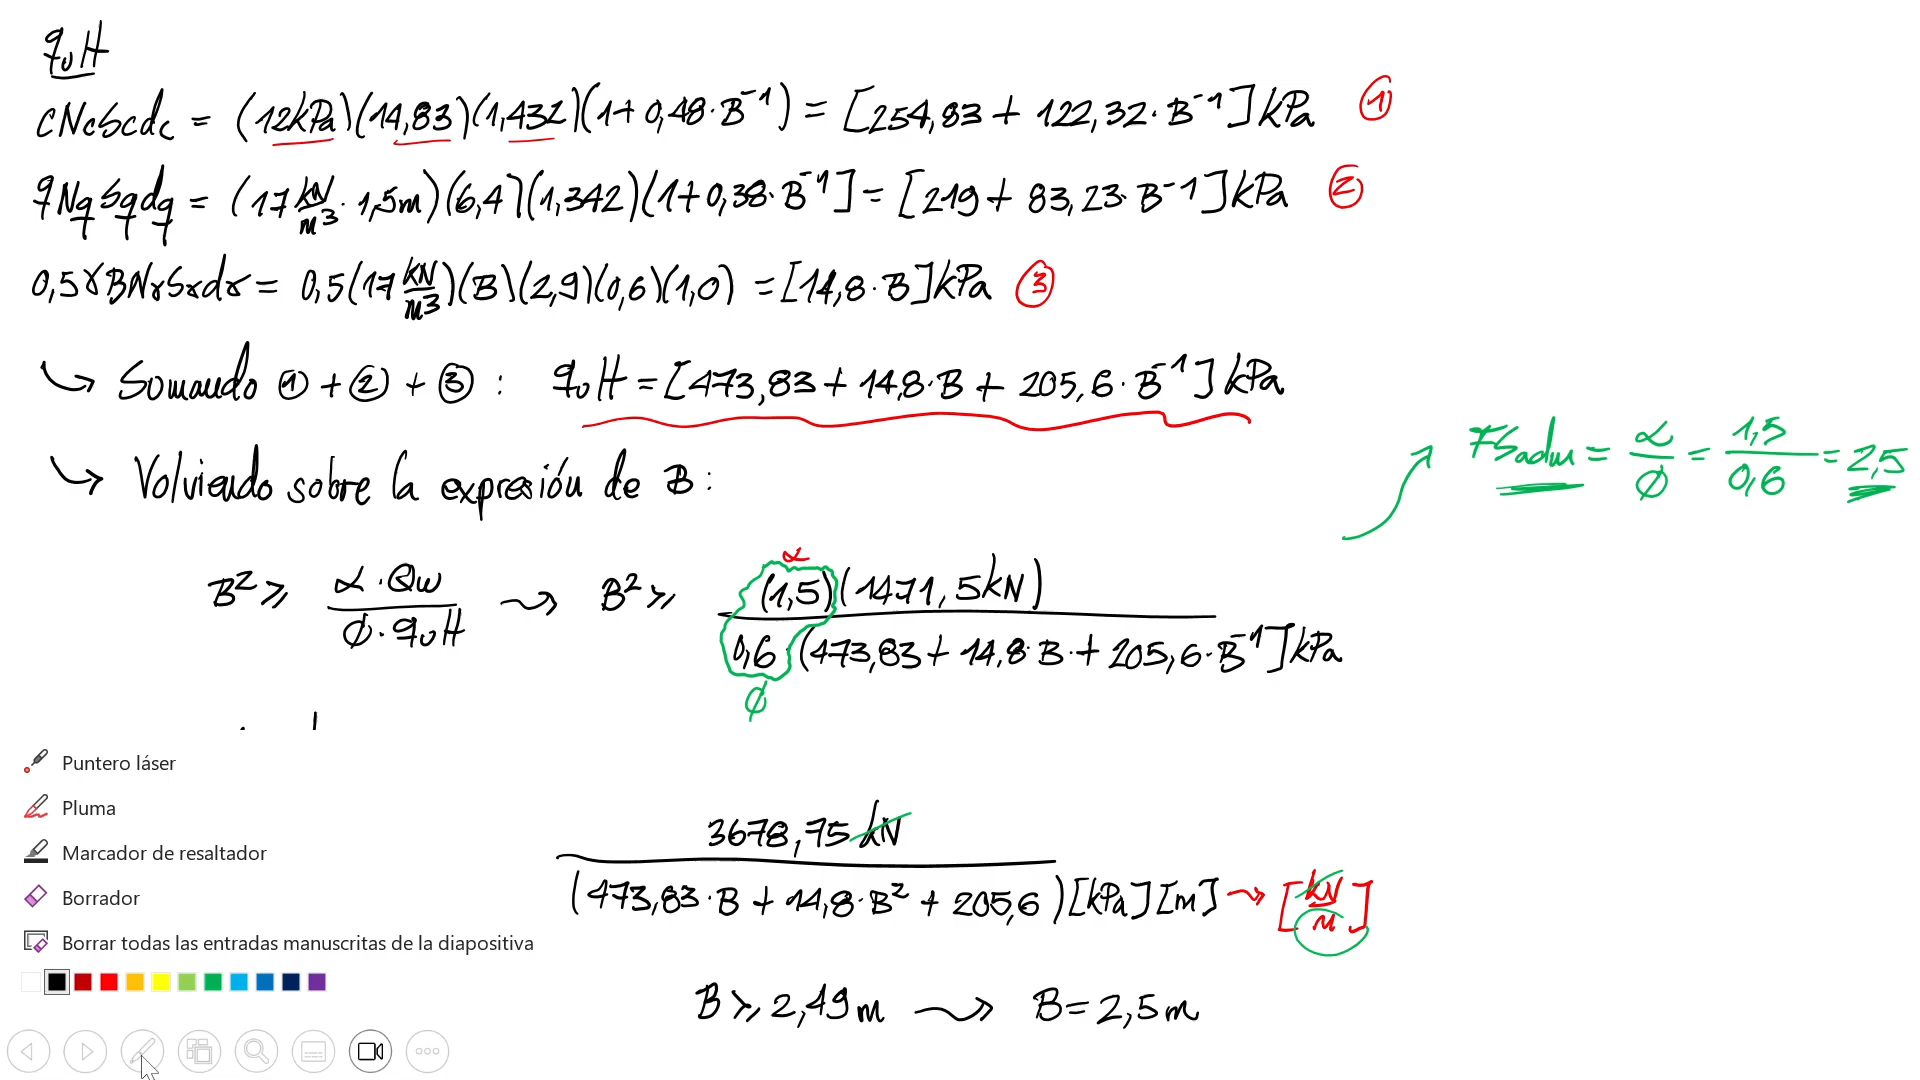 q₀H
cNcScdc = (12kPa)(14,83)(1,432)(1+0,48·B⁻¹) = [254,83 + 122,32·B⁻¹]kPa ①
qNqSqdq = (17 kN/m³ · 1,5m)(6,4)(1,342)(1+0,38·B⁻¹] = [219 + 83,23·B⁻¹]kPa ②
0,5γBNγSγdγ = 0,5(17 kN/m³)(B)(2,9)(0,6)(1,0) = [14,8·B]kPa ③
↪ Sumando ①+②+③: q₀H = [473,83 + 14,8·B + 205,6·B⁻¹]kPa
FSadm = α/ϕ = 1,5/0,6 = 2,5
↪ Volviendo sobre la expresión de B:
α
B² ≥ α·Qw/ϕ·q₀H → B² ≥ (1,5)(1471,5kN)/0,6·(473,83 + 14,8·B + 205,6·B⁻¹]kPa
ϕ
Puntero láser
Pluma
Marcador de resaltador
Borrador
Borrar todas las entradas manuscritas de la diapositiva
3678,75 kN
(473,83·B + 14,8·B² + 205,6)[kPa][m] → [kN/m]
B ≥ 2,49m → B = 2,5m